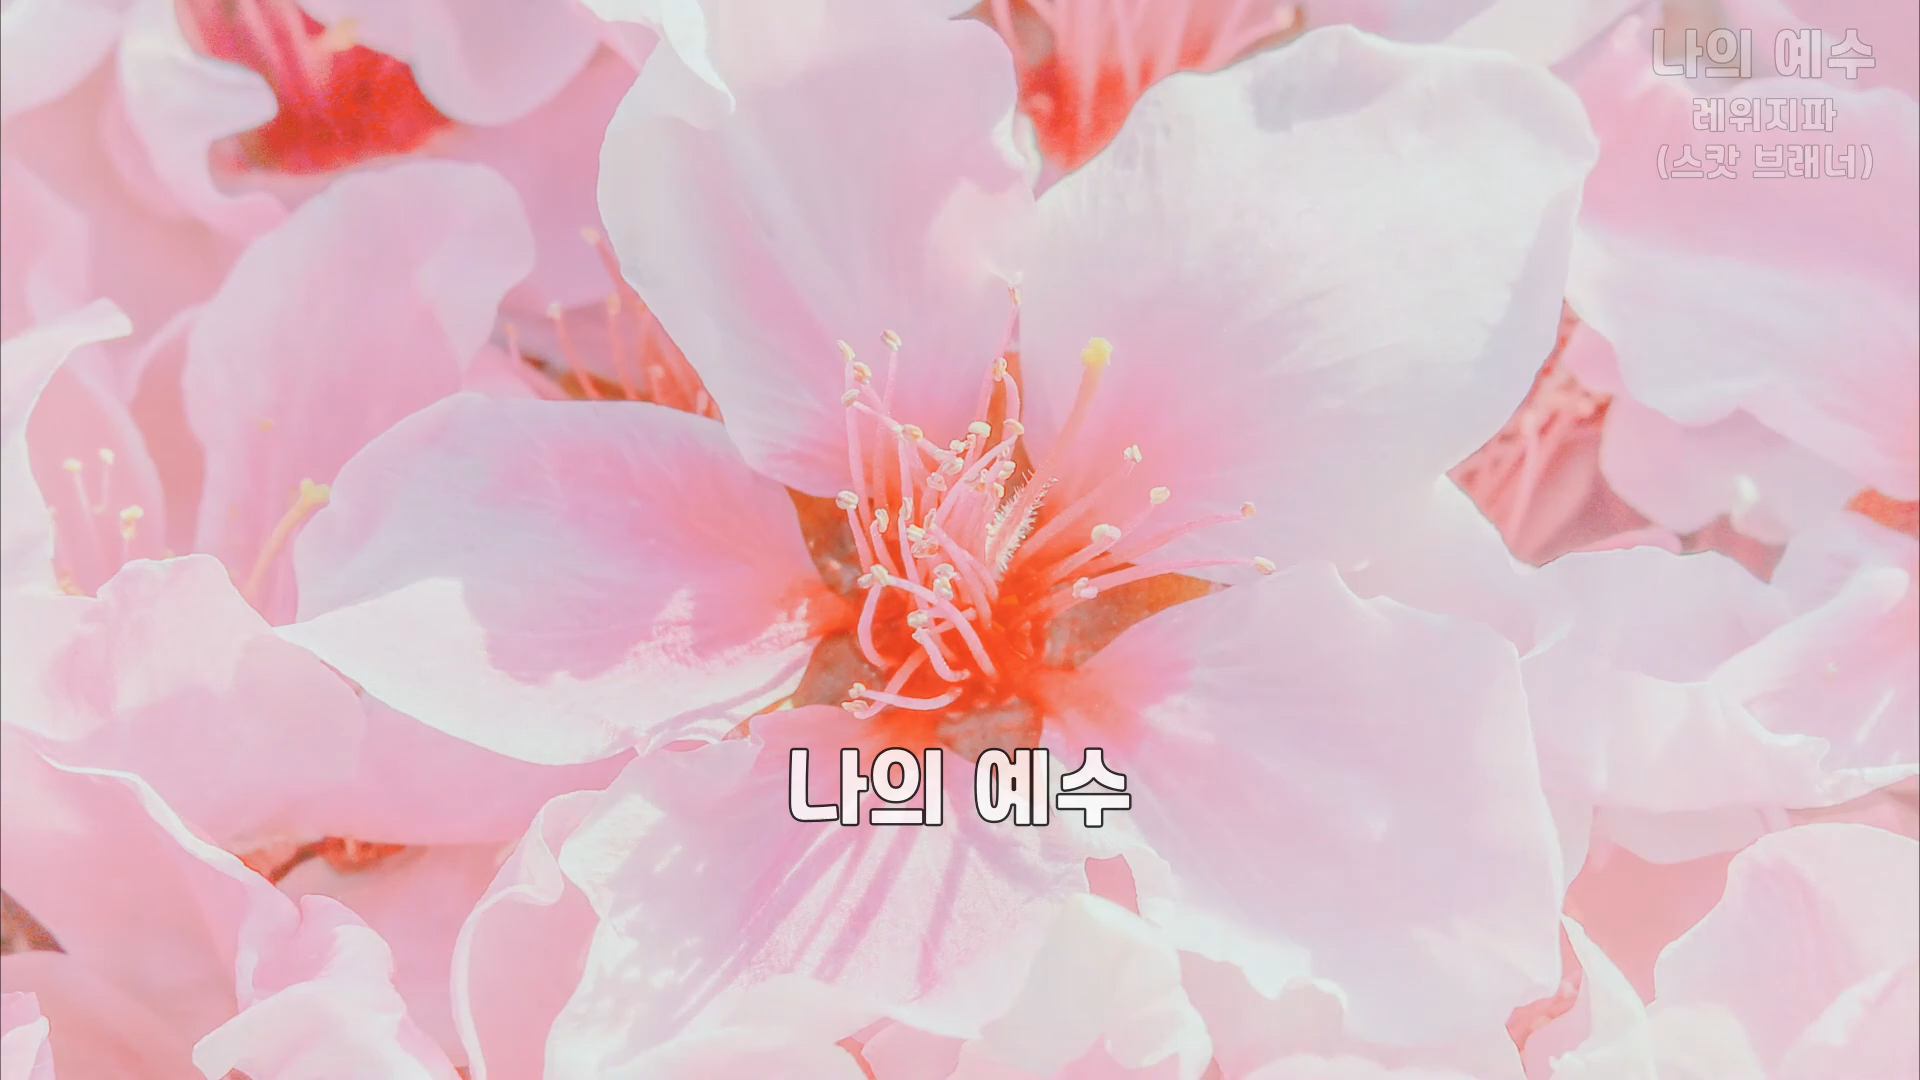 나의 예수
레위지파
(스캇 브래너)
나의 예수